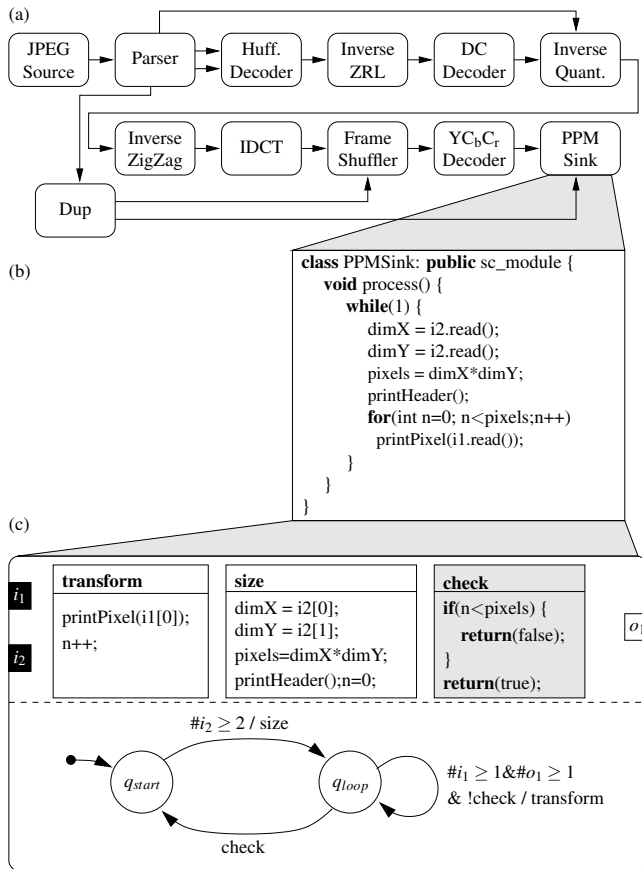 (a)
JPEG
Source
Parser
Huff.
Decoder
Inverse
ZRL
DC
Decoder
Inverse
Quant.
Inverse
ZigZag
IDCT
Frame
Shuffler
YCbCr
Decoder
PPM
Sink
Dup
(b)
class PPMSink: public sc_module {
void process() {
while(1) {
dimX = i2.read();
dimY = i2.read();
pixels = dimX*dimY;
printHeader();
for(int n=0; n<pixels;n++)
printPixel(i1.read());
}
}
}
(c)
i1
i2
transform
printPixel(i1[0]);
n++;
size
dimX = i2[0];
dimY = i2[1];
pixels=dimX*dimY;
printHeader();n=0;
check
if(n<pixels) {
return(false);
}
return(true);
o1
#i2 ≥ 2 / size
qstart
qloop
#i1 ≥ 1&#o1 ≥ 1
& !check / transform
check